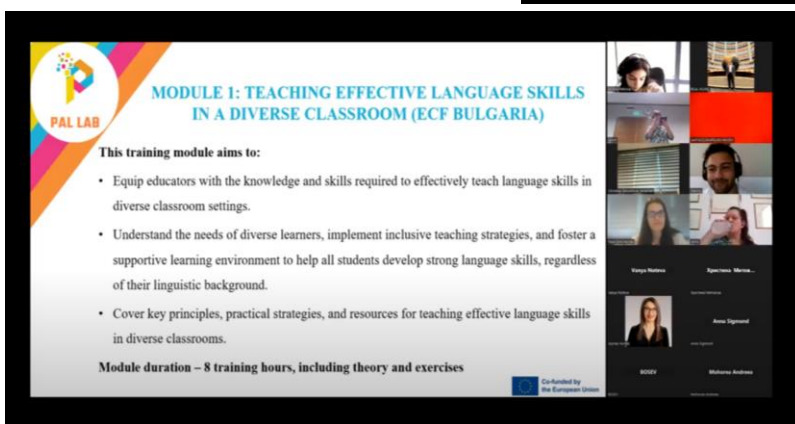 PAL LAB
MODULE 1: TEACHING EFFECTIVE LANGUAGE SKILLS
IN A DIVERSE CLASSROOM (ECF BULGARIA)
This training module aims to:
• Equip educators with the knowledge and skills required to effectively teach language skills in
diverse classroom settings.
• Understand the needs of diverse learners, implement inclusive teaching strategies, and foster a
supportive learning environment to help all students develop strong language skills, regardless
of their linguistic background.
• Cover key principles, practical strategies, and resources for teaching effective language skills
in diverse classrooms.
Module duration – 8 training hours, including theory and exercises
Co-funded by
the European Union
Vanya Niateva
Христина
Anna Sigmond
BOSEV
Moharea Andreea